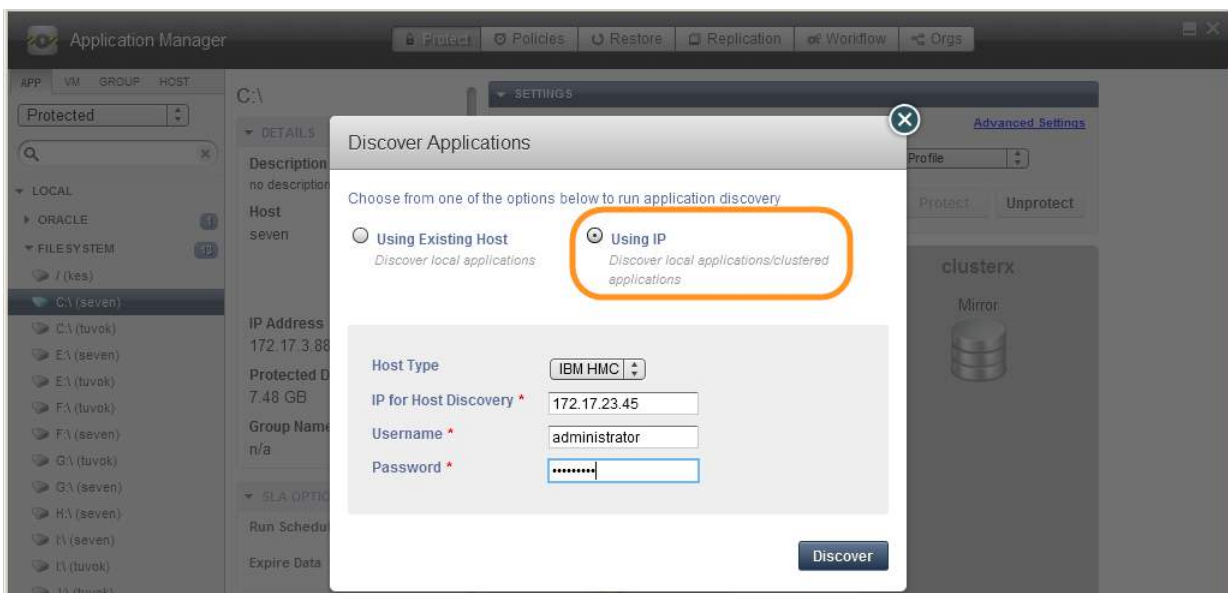 Application Manager
Protect
Policies
Restore
Replication
Workflow
Orgs
APP VM GROUP HOST
Protected
LOCAL
ORACLE
FILESYSTEM
/ (kes)
C:\ (seven)
C:\ (tuvok)
E:\ (seven)
E:\ (tuvok)
F:\ (tuvok)
F:\ (seven)
G:\ (tuvok)
G:\ (seven)
H:\ (seven)
I:\ (seven)
I:\ (tuvok)
C:\
DETAILS
Description
no description
Host
seven
IP Address
172.17.3.88
Protected D
7.48 GB
Group Name
n/a
SLA OPTIO
Run Schedu
Expire Data
SETTINGS
Advanced Settings
Profile
Protect
Unprotect
clusterx
Mirror
Discover Applications
Choose from one of the options below to run application discovery
Using Existing Host
Discover local applications
Using IP
Discover local applications/clustered
applications
Host Type
IBM HMC
IP for Host Discovery *
172.17.23.45
Username *
administrator
Password *
•••••••••
Discover